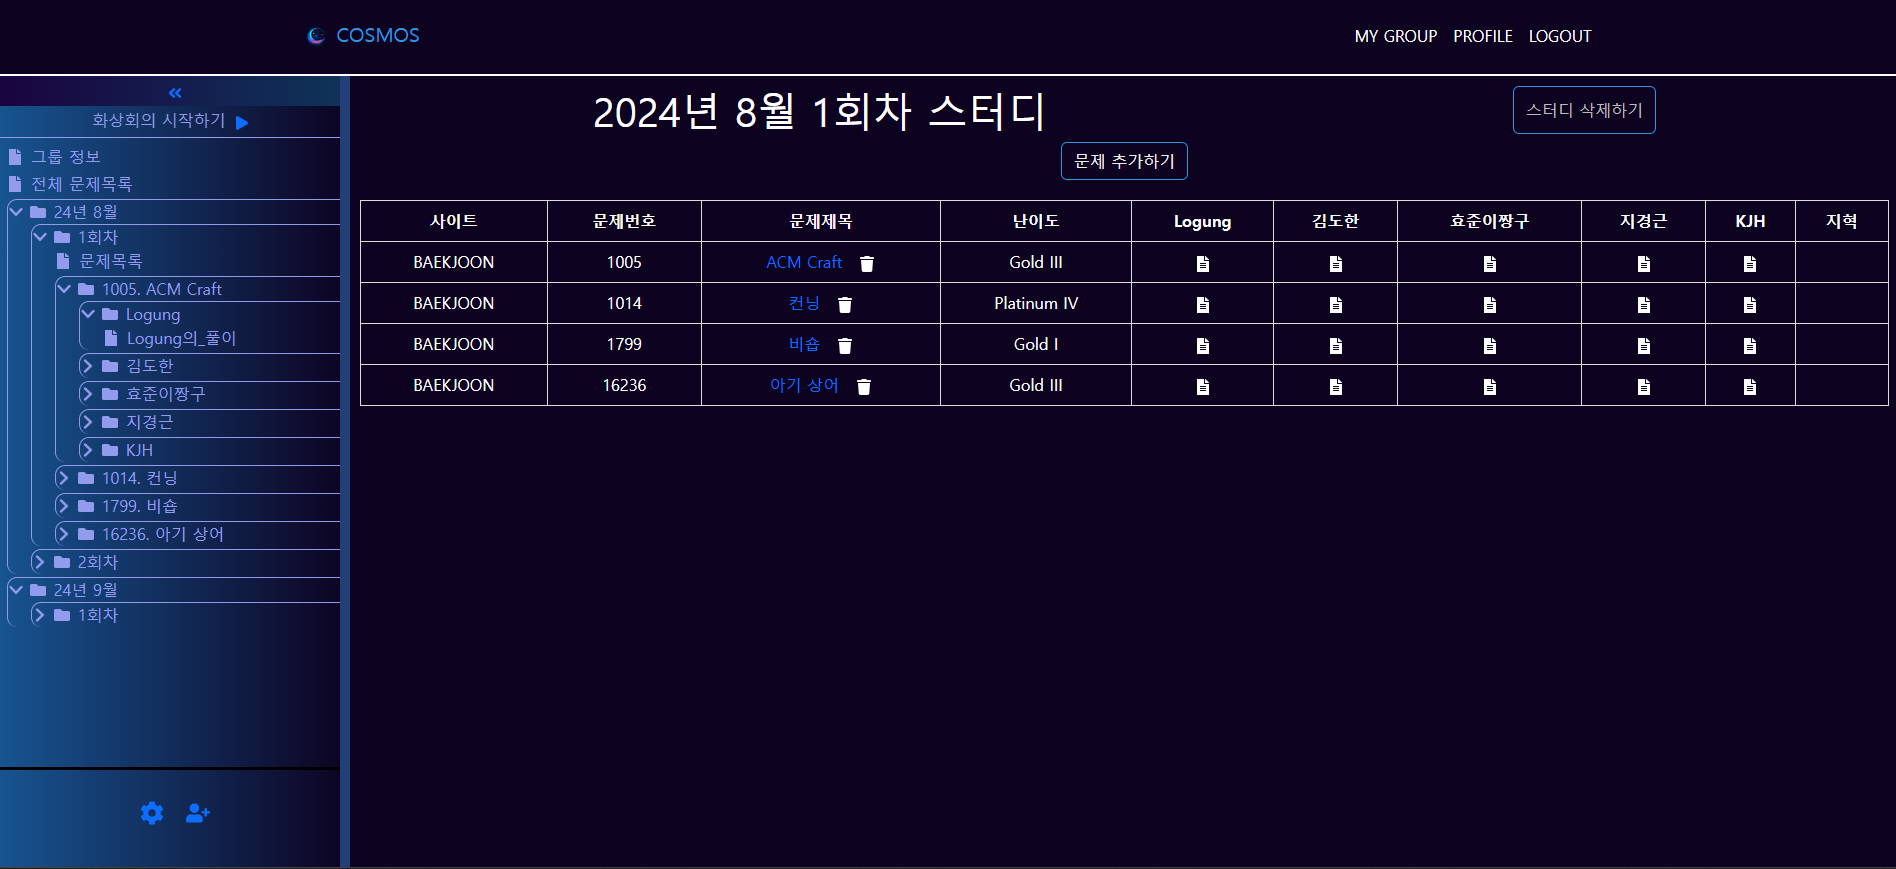 COSMOS
MY GROUP PROFILE LOGOUT
화상회의 시작하기
그룹 정보
전체 문제목록
24년 8월
1회차
문제목록
1005. ACM Craft
Logung
Logung의_풀이
김도한
효준이짱구
지경근
KJH
1014. 컨닝
1799. 비숍
16236. 아기 상어
2회차
24년 9월
1회차
2024년 8월 1회차 스터디
스터디 삭제하기
문제 추가하기
사이트 문제번호 문제제목 난이도 Logung 김도한 효준이짱구 지경근 KJH 지혁
BAEKJOON 1005 ACM Craft Gold III
BAEKJOON 1014 컨닝 Platinum IV
BAEKJOON 1799 비숍 Gold I
BAEKJOON 16236 아기 상어 Gold III